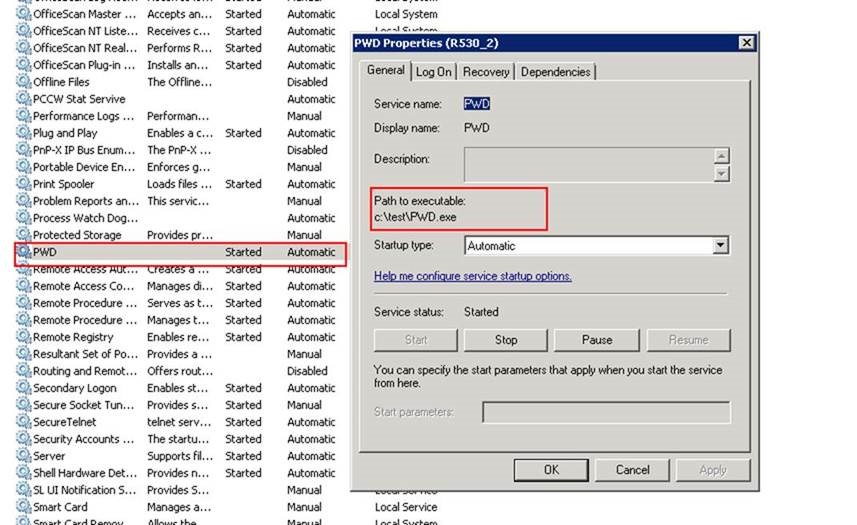 OfficeScan Master ... Accepts an... Started Automatic Local System
OfficeScan NT Liste... Receives c... Started Automatic Local System
OfficeScan NT Real... Performs R... Started Automatic
OfficeScan Plug-in ... Installs an... Started Automatic
Offline Files The Offline... Disabled
PCCW Stat Servive Automatic
Performance Logs ... Performan... Manual
Plug and Play Enables a c... Started Automatic
PnP-X IP Bus Enum... The PnP-X ... Disabled
Portable Device En... Enforces g... Manual
Print Spooler Loads files ... Started Automatic
Problem Reports an... This servic... Manual
Process Watch Dog... Automatic
Protected Storage Provides pr... Manual
PWD Started Automatic
Remote Access Aut... Creates a ... Started Automatic
Remote Access Co... Manages di... Started Automatic
Remote Procedure ... Serves as t... Started Automatic
Remote Procedure ... Manages t... Started Automatic
Remote Registry Enables re... Started Automatic
Resultant Set of Po... Provides a ... Manual
Routing and Remot... Offers rout... Disabled
Secondary Logon Enables st... Started Automatic
Secure Socket Tun... Provides s... Started Manual
SecureTelnet telnet serv... Started Automatic
Security Accounts ... The startu... Started Automatic
Server Supports fil... Started Automatic
Shell Hardware Det... Provides n... Started Automatic
SL UI Notification S... Provides S... Manual
Smart Card Manages a... Manual Local Service
Smart Card Remov... Allows the ... Manual Local System
PWD Properties (R530_2)
General Log On Recovery Dependencies
Service name: PWD
Display name: PWD
Description:
Path to executable:
c:\test\PWD.exe
Startup type: Automatic
Help me configure service startup options.
Service status: Started
Start Stop Pause Resume
You can specify the start parameters that apply when you start the service
from here.
Start parameters:
OK Cancel Apply